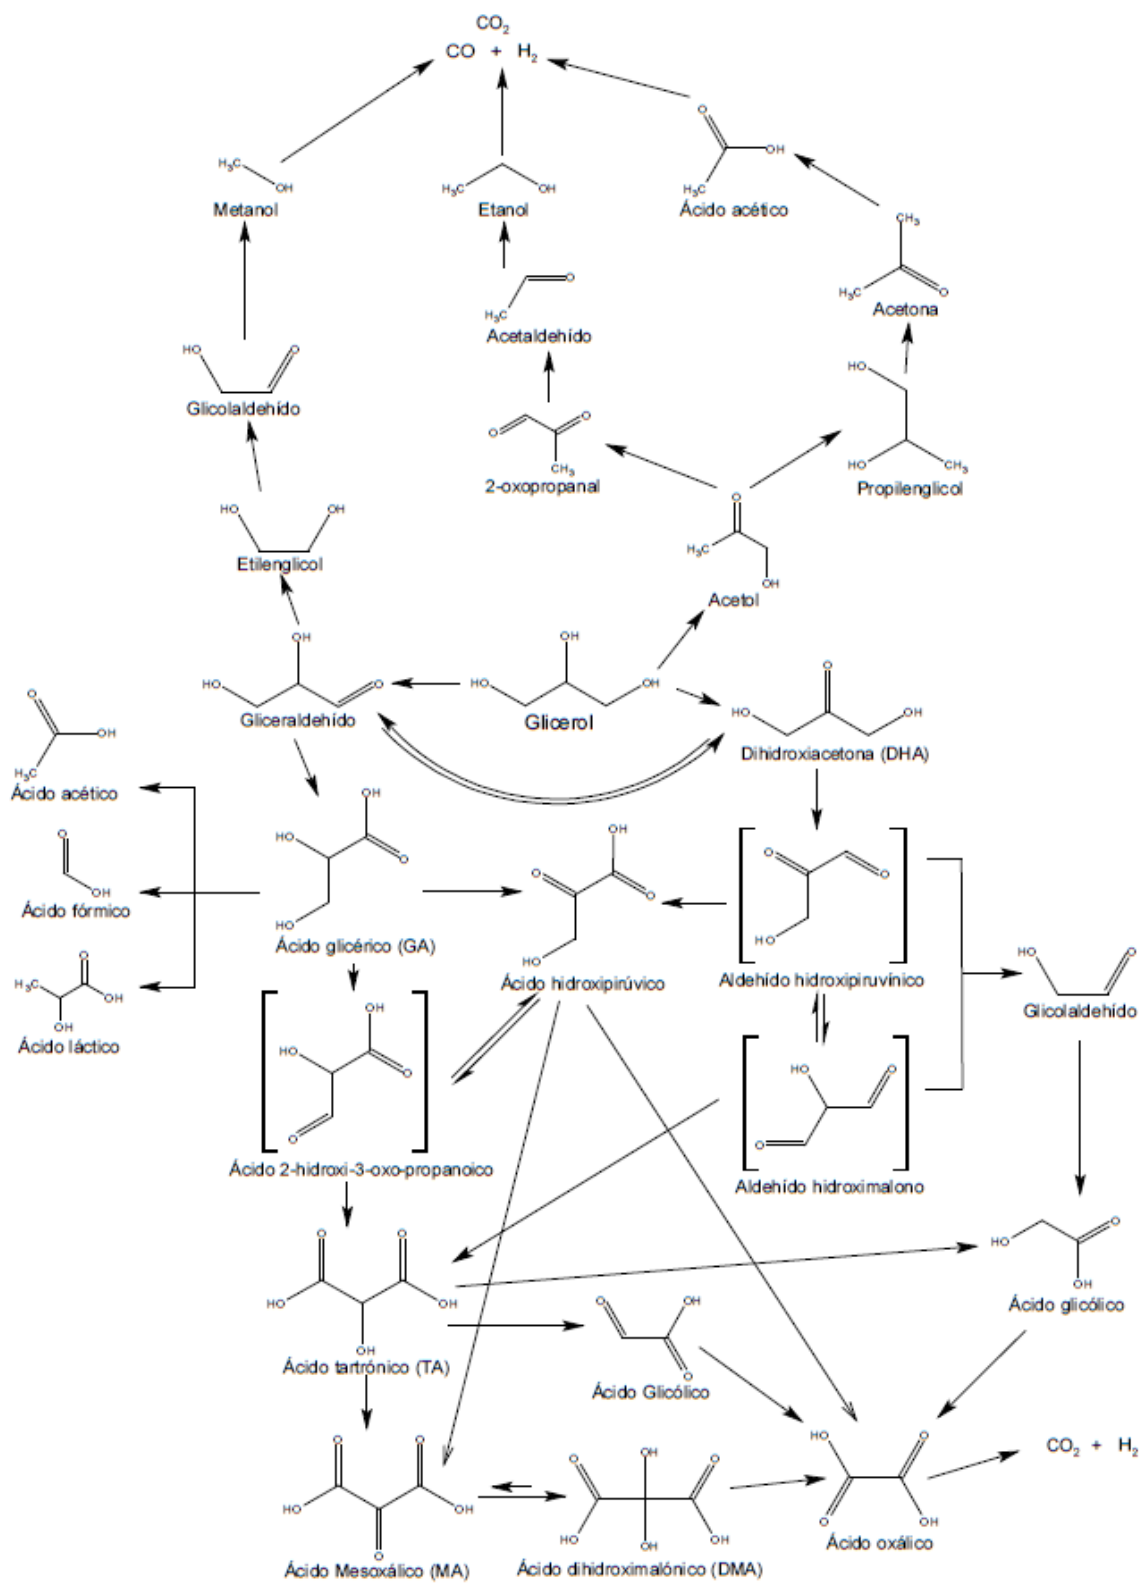 CO₂
CO + H₂
H₃C
OH
Metanol
H₃C
OH
Etanol
O
OH
H₃C
Ácido acético
CH₃
H₃C
O
Acetona
O
H₃C
Acetaldehído
HO
O
Glicolaldehído
O
O
CH₃
2-oxopropanal
HO
HO
CH₃
Propilenglicol
HO
OH
Etilenglicol
O
H₃C
OH
Acetol
OH
HO
O
Gliceraldehído
OH
HO
OH
Glicerol
O
HO
OH
Dihidroxiacetona (DHA)
O
OH
H₃C
Ácido acético
O
OH
Ácido fórmico
O
H₃C
OH
OH
Ácido láctico
OH
HO
O
HO
Ácido glicérico (GA)
OH
O
O
HO
Ácido hidroxipirúvico
O
O
HO
Aldehído hidroxipiruvínico
HO
O
Glicolaldehído
OH
HO
O
O
Ácido 2-hidroxi-3-oxo-propanoico
HO
O
O
Aldehído hidroximalono
O
O
HO
OH
OH
Ácido tartrónico (TA)
O
OH
O
Ácido Glicólico
HO
O
OH
Ácido glicólico
O
O
HO
OH
O
Ácido Mesoxálico (MA)
OH
O
O
HO
OH
OH
Ácido dihidroximalónico (DMA)
HO
O
O
OH
Ácido oxálico
CO₂ + H₂